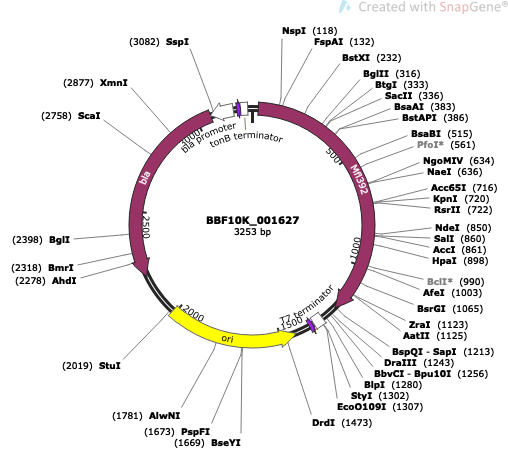 Created with SnapGene®
NspI (118)
FspAI (132)
BstXI (232)
BglII (316)
BtgI (333)
SacII (336)
BsaAI (383)
BstAPI (386)
BsaBI (515)
PfoI* (561)
NgoMIV (634)
NaeI (636)
Acc65I (716)
KpnI (720)
RsrII (722)
NdeI (850)
SalI (860)
AccI (861)
HpaI (898)
BclI* (990)
AfeI (1003)
BsrGI (1065)
ZraI (1123)
AatII (1125)
BspQI - SapI (1213)
DraIII (1243)
BbvCI - Bpu10I (1256)
BlpI (1280)
StyI (1302)
EcoO109I (1307)
DrdI (1473)
(1669) BseYI
(1673) PspFI
(1781) AlwNI
(2019) StuI
(2278) AhdI
(2318) BmrI
(2398) BglI
(2758) ScaI
(2877) XmnI
(3082) SspI
bla promoter
tonB terminator
Mfl392
T7 terminator
ori
bla
500
1000
1500
2000
2500
3000
BBF10K_001627
3253 bp